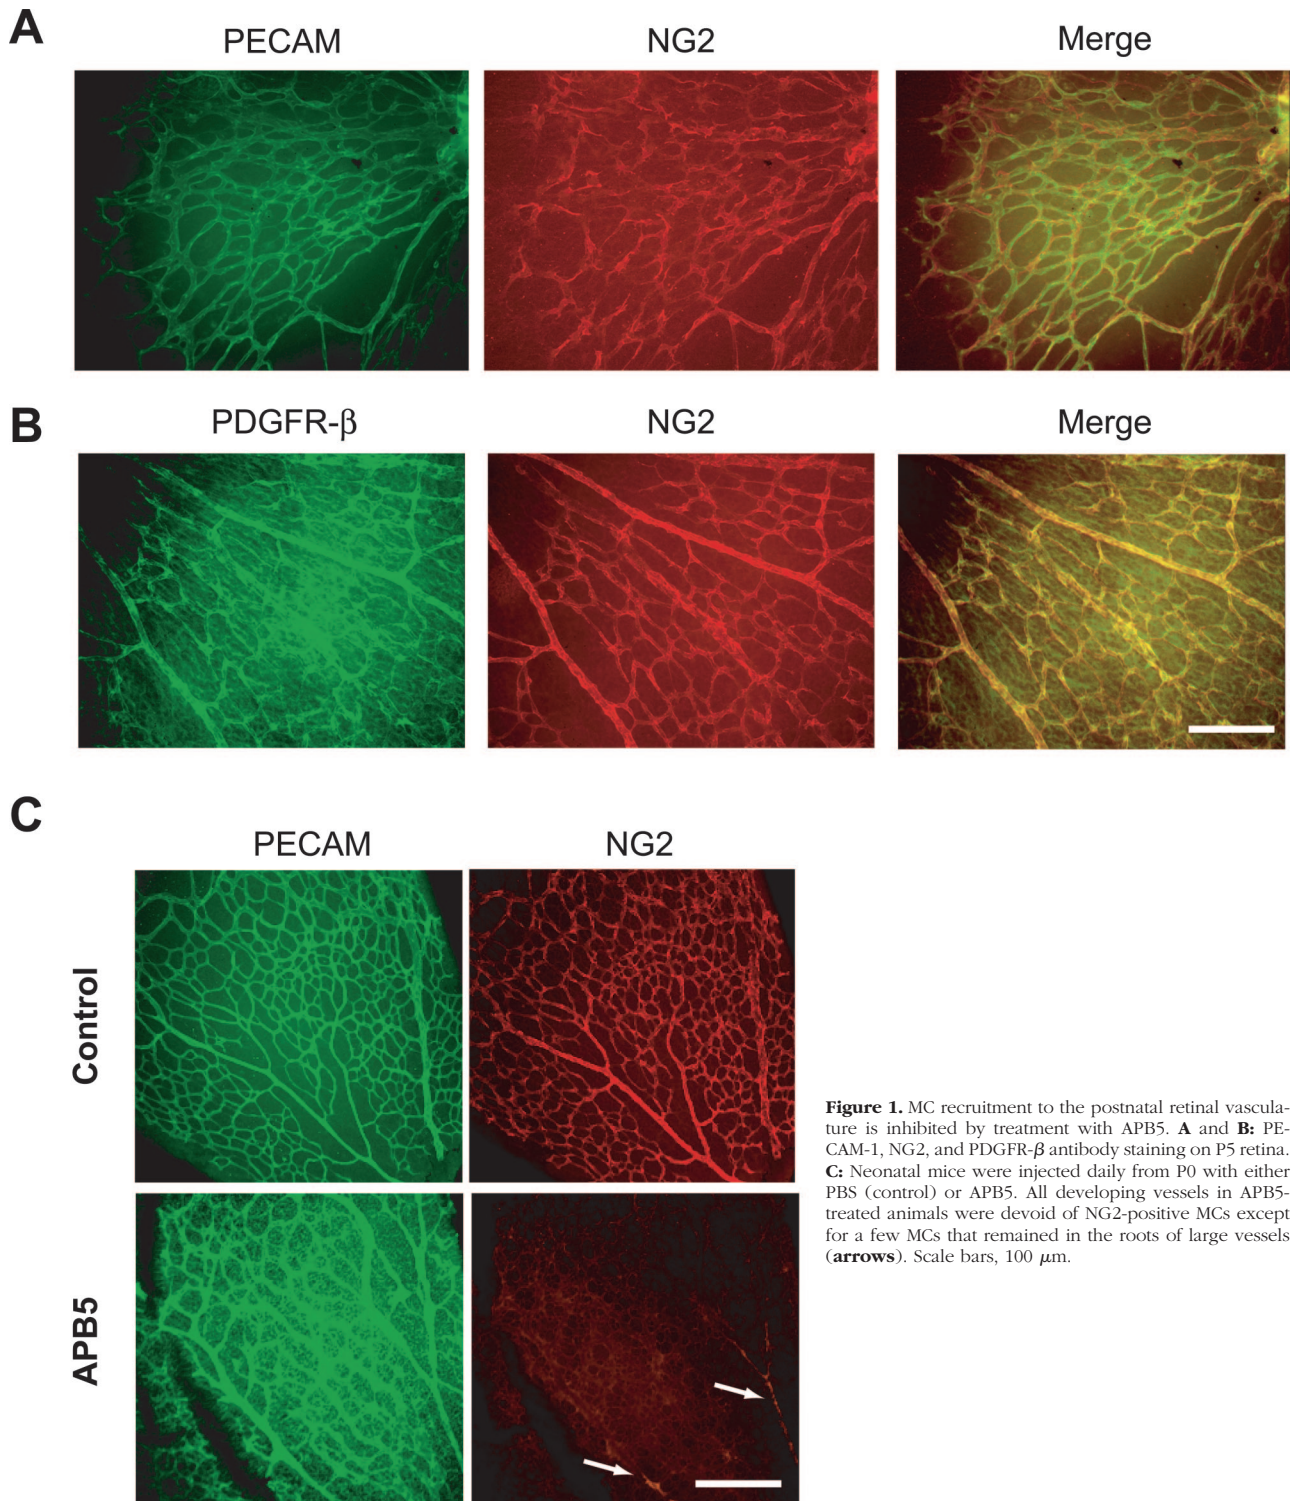 A
PECAM NG2 Merge
B
PDGFR-β NG2 Merge
C
PECAM NG2
Control
APB5
Figure 1. MC recruitment to the postnatal retinal vascula-
ture is inhibited by treatment with APB5. A and B: PE-
CAM-1, NG2, and PDGFR-β antibody staining on P5 retina.
C: Neonatal mice were injected daily from P0 with either
PBS (control) or APB5. All developing vessels in APB5-
treated animals were devoid of NG2-positive MCs except
for a few MCs that remained in the roots of large vessels
(arrows). Scale bars, 100 μm.